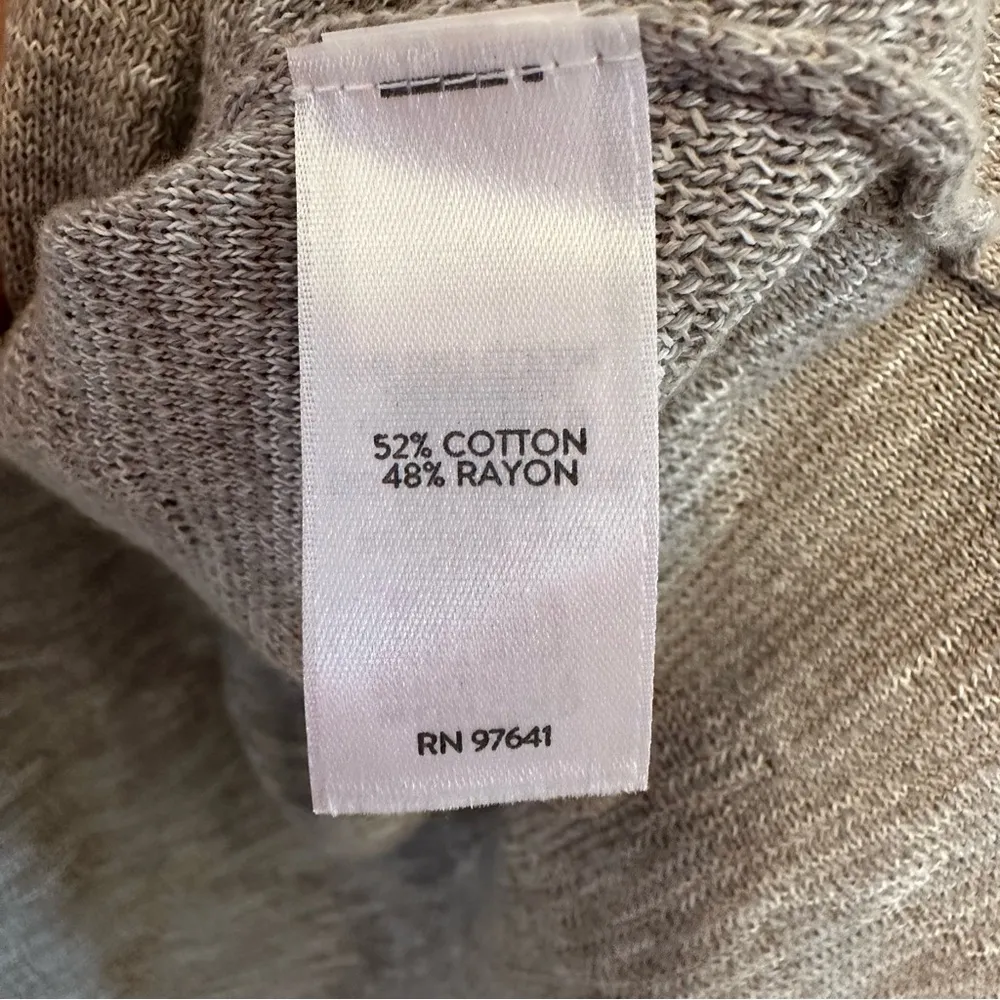 52% COTTON
48% RAYON
RN 97641